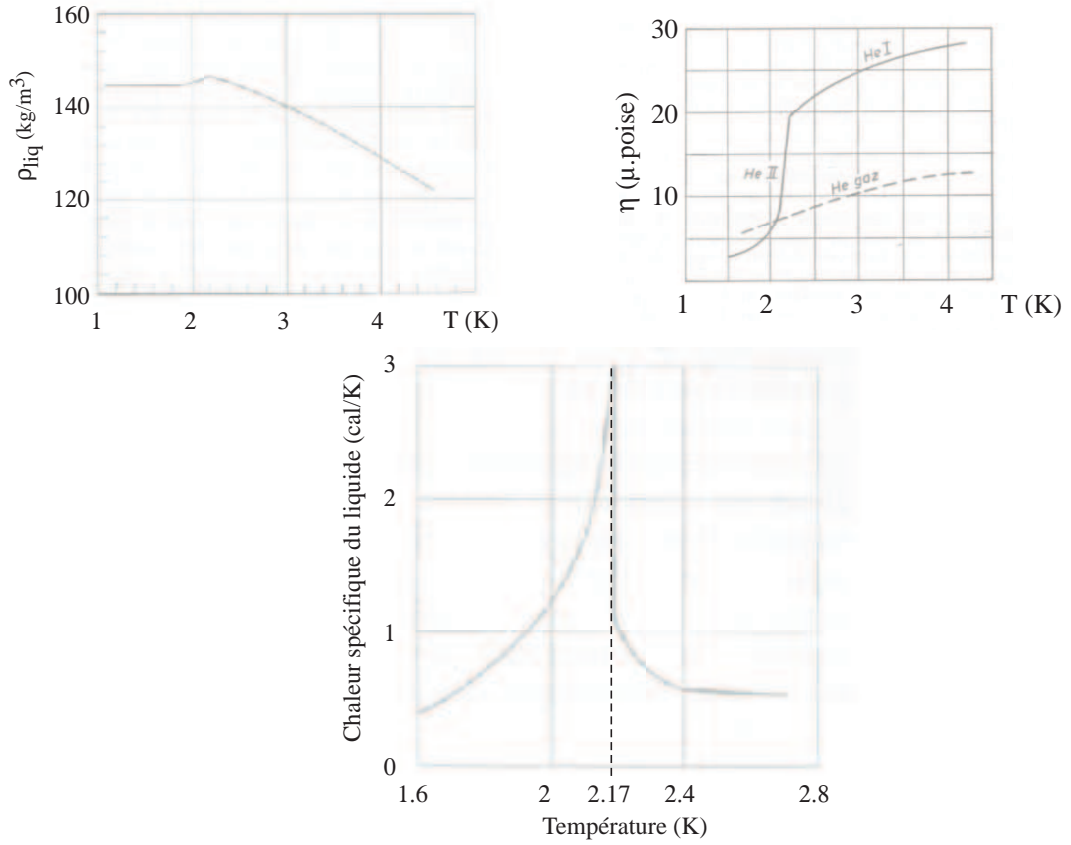 160
140
120
100
ρliq (kg/m³)
1 2 3 4 T (K)
30
20
10
η (μ.poise)
He I
He II
He gaz
1 2 3 4 T (K)
3
2
1
0
Chaleur spécifique du liquide (cal/K)
1.6 2 2.17 2.4 2.8
Température (K)